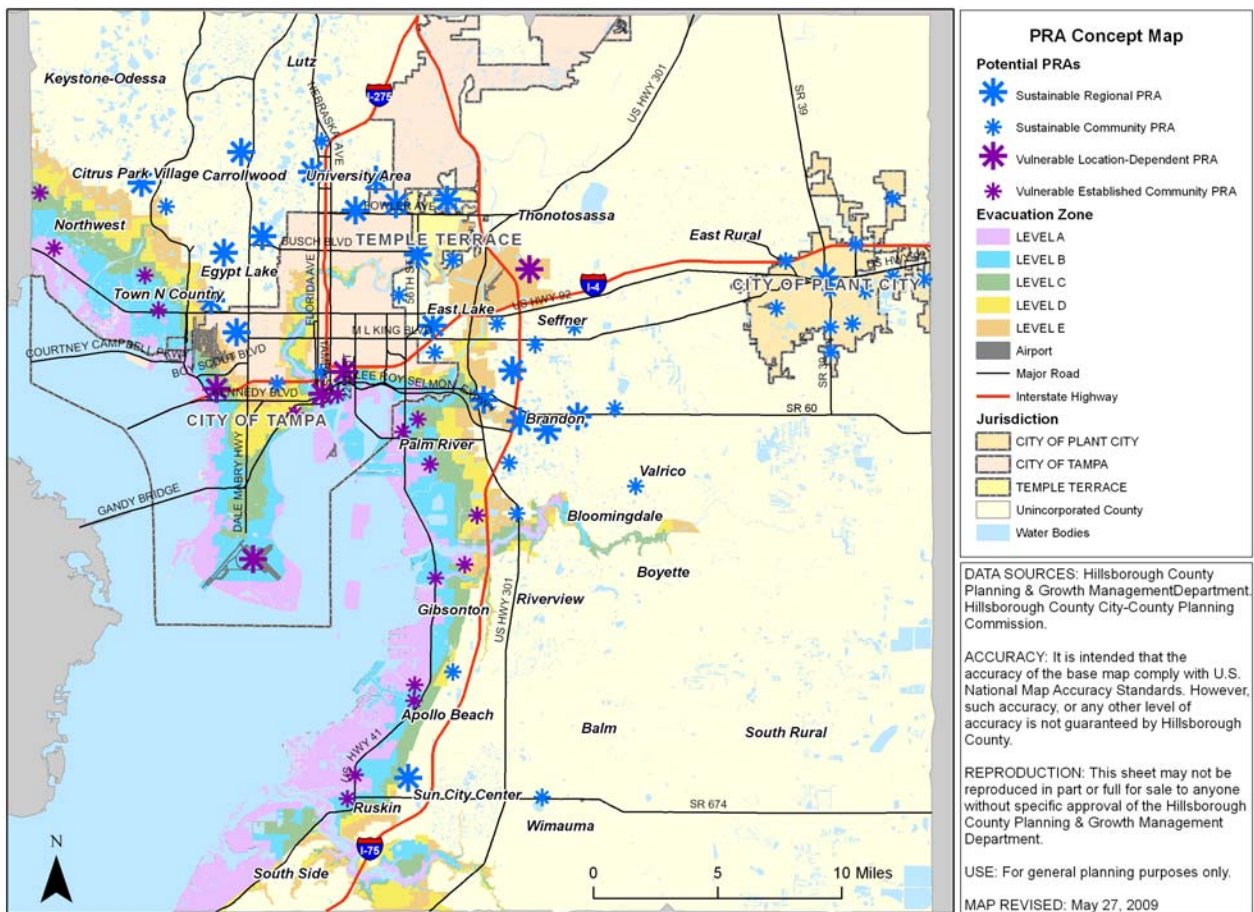 Keystone-Odessa
Lutz
NEBRASKA AVE
I-275
US HWY 301
SR 39
Citrus Park Village
Carrollwood
University Area
FOWLER AVE
Thonotosassa
Northwest
BUSCH BLVD
TEMPLE TERRACE
East Rural
Egypt Lake
FLORIDA AVE
56TH ST
CITY OF PLANT CITY
Town N Country
US HWY 92
I-4
East Lake
Seffner
M L KING BLVD
COURTNEY CAMPBELL PKWY
BOY SCOUT BLVD
LEE ROY SELMON
KENNEDY BLVD
CITY OF TAMPA
Brandon
SR 60
Palm River
DALE MABRY HWY
GANDY BRIDGE
Valrico
Bloomingdale
Boyette
Gibsonton
Riverview
US HWY 301
Apollo Beach
Balm
South Rural
US HWY 41
Sun City Center
Ruskin
SR 674
Wimauma
I-75
South Side
N
0 5 10 Miles
PRA Concept Map
Potential PRAs
Sustainable Regional PRA
Sustainable Community PRA
Vulnerable Location-Dependent PRA
Vulnerable Established Community PRA
Evacuation Zone
LEVEL A
LEVEL B
LEVEL C
LEVEL D
LEVEL E
Airport
Major Road
Interstate Highway
Jurisdiction
CITY OF PLANT CITY
CITY OF TAMPA
TEMPLE TERRACE
Unincorporated County
Water Bodies
DATA SOURCES: Hillsborough County
Planning & Growth ManagementDepartment.
Hillsborough County City-County Planning
Commission.
ACCURACY: It is intended that the
accuracy of the base map comply with U.S.
National Map Accuracy Standards. However,
such accuracy, or any other level of
accuracy is not guaranteed by Hillsborough
County.
REPRODUCTION: This sheet may not be
reproduced in part or full for sale to anyone
without specific approval of the Hillsborough
County Planning & Growth Management
Department.
USE: For general planning purposes only.
MAP REVISED: May 27, 2009